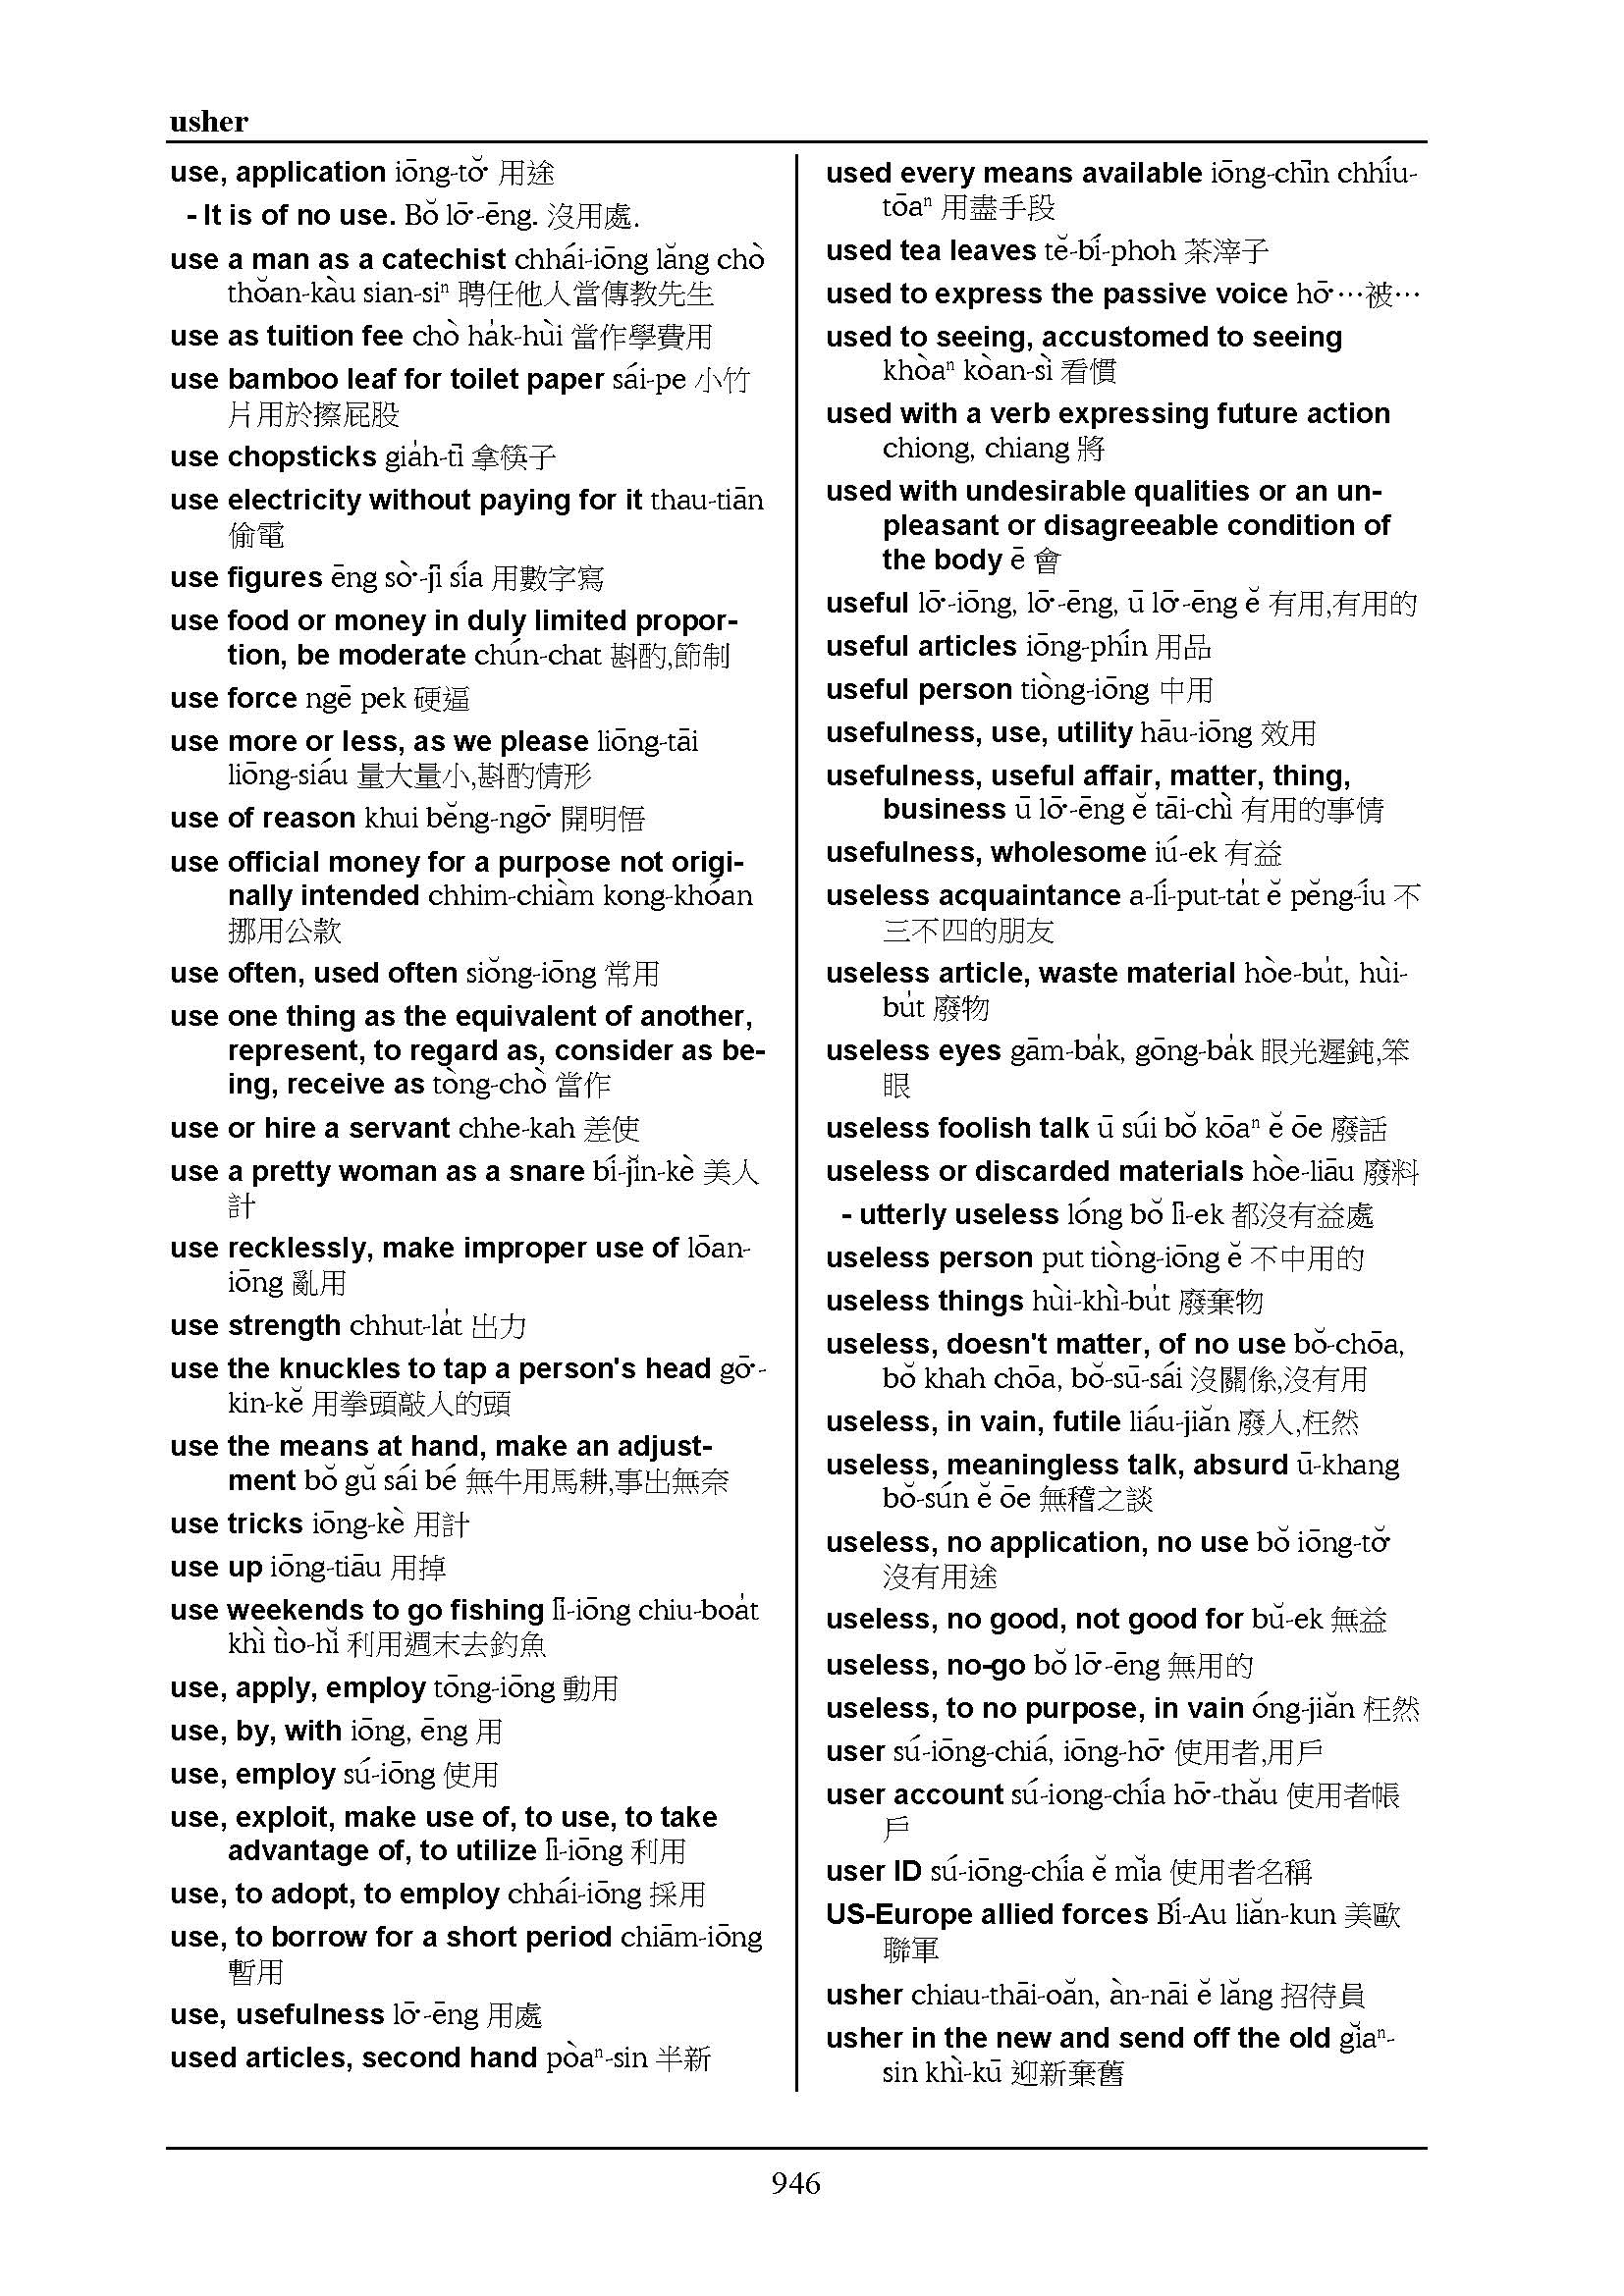 usher
use, application iōng-tŏ͘ 用途
- It is of no use. Bŏ lō͘-ēng. 沒用處.
use a man as a catechist chhái-iōng lăng chò
thŏan-kàu sian-siⁿ 聘任他人當傳教先生
use as tuition fee chò ha̍k-hùi 當作學費用
use bamboo leaf for toilet paper sái-pe 小竹
片用於擦屁股
use chopsticks gia̍h-tī 拿筷子
use electricity without paying for it thau-tiān
偷電
use figures ēng sò͘-jī sía 用數字寫
use food or money in duly limited propor-
tion, be moderate chún-chat 斟酌,節制
use force ngē pek 硬逼
use more or less, as we please liōng-tāi
liōng-siáu 量大量小,斟酌情形
use of reason khui bĕng-ngō͘ 開明悟
use official money for a purpose not origi-
nally intended chhim-chiàm kong-khóan
挪用公款
use often, used often siŏng-iōng 常用
use one thing as the equivalent of another,
represent, to regard as, consider as be-
ing, receive as tòng-chò 當作
use or hire a servant chhe-kah 差使
use a pretty woman as a snare bí-jĭn-kè 美人
計
use recklessly, make improper use of lōan-
iōng 亂用
use strength chhut-la̍t 出力
use the knuckles to tap a person's head gō͘-
kin-kĕ 用拳頭敲人的頭
use the means at hand, make an adjust-
ment bŏ gŭ sái bé 無牛用馬耕,事出無奈
use tricks iōng-kè 用計
use up iōng-tiāu 用掉
use weekends to go fishing lī-iōng chiu-boa̍t
khì tìo-hĭ 利用週末去釣魚
use, apply, employ tōng-iōng 動用
use, by, with iōng, ēng 用
use, employ sú-iōng 使用
use, exploit, make use of, to use, to take
advantage of, to utilize lī-iōng 利用
use, to adopt, to employ chhái-iōng 採用
use, to borrow for a short period chiām-iōng
暫用
use, usefulness lō͘-ēng 用處
used articles, second hand pòaⁿ-sin 半新
used every means available iōng-chīn chhíu-
tōaⁿ 用盡手段
used tea leaves tĕ-bí-phoh 茶滓子
used to express the passive voice hō͘⋯被⋯
used to seeing, accustomed to seeing
khòaⁿ kòan-sì 看慣
used with a verb expressing future action
chiong, chiang 將
used with undesirable qualities or an un-
pleasant or disagreeable condition of
the body ē 會
useful lō͘-iōng, lō͘-ēng, ū lō͘-ēng ĕ 有用,有用的
useful articles iōng-phín 用品
useful person tiòng-iōng 中用
usefulness, use, utility hāu-iōng 效用
usefulness, useful affair, matter, thing,
business ū lō͘-ēng ĕ tāi-chì 有用的事情
usefulness, wholesome iú-ek 有益
useless acquaintance a-lí-put-ta̍t ĕ pĕng-íu 不
三不四的朋友
useless article, waste material hòe-bu̍t, hùi-
bu̍t 廢物
useless eyes gām-ba̍k, gōng-ba̍k 眼光遲鈍,笨
眼
useless foolish talk ū súi bŏ kōaⁿ ĕ ōe 廢話
useless or discarded materials hòe-liāu 廢料
- utterly useless lóng bŏ lī-ek 都沒有益處
useless person put tiòng-iōng ĕ 不中用的
useless things hùi-khì-bu̍t 廢棄物
useless, doesn't matter, of no use bŏ-chōa,
bŏ khah chōa, bŏ-sū-sái 沒關係,沒有用
useless, in vain, futile liáu-jiăn 廢人,枉然
useless, meaningless talk, absurd ū-khang
bŏ-sún ĕ ōe 無稽之談
useless, no application, no use bŏ iōng-tŏ͘
沒有用途
useless, no good, not good for bŭ-ek 無益
useless, no-go bŏ lō͘-ēng 無用的
useless, to no purpose, in vain óng-jiăn 枉然
user sú-iōng-chiá, iōng-hō͘ 使用者,用戶
user account sú-iong-chía hō͘-thău 使用者帳
戶
user ID sú-iōng-chía ĕ mĭa 使用者名稱
US-Europe allied forces Bí-Au liăn-kun 美歐
聯軍
usher chiau-thāi-oăn, àn-nāi ĕ lăng 招待員
usher in the new and send off the old gĭaⁿ-
sin khì-kū 迎新棄舊
946